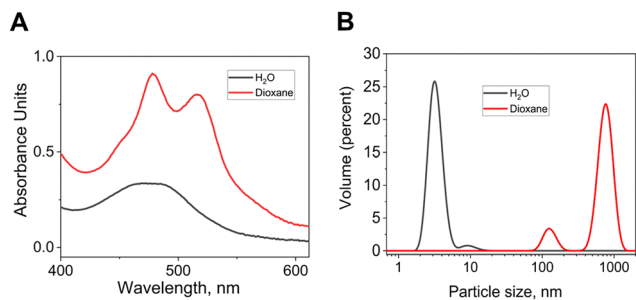 A
B
Absorbance Units
1.0
0.5
0.0
H₂O
Dioxane
400
500
600
Wavelength, nm
Volume (percent)
30
25
20
15
10
5
0
H₂O
Dioxane
1
10
100
1000
Particle size, nm